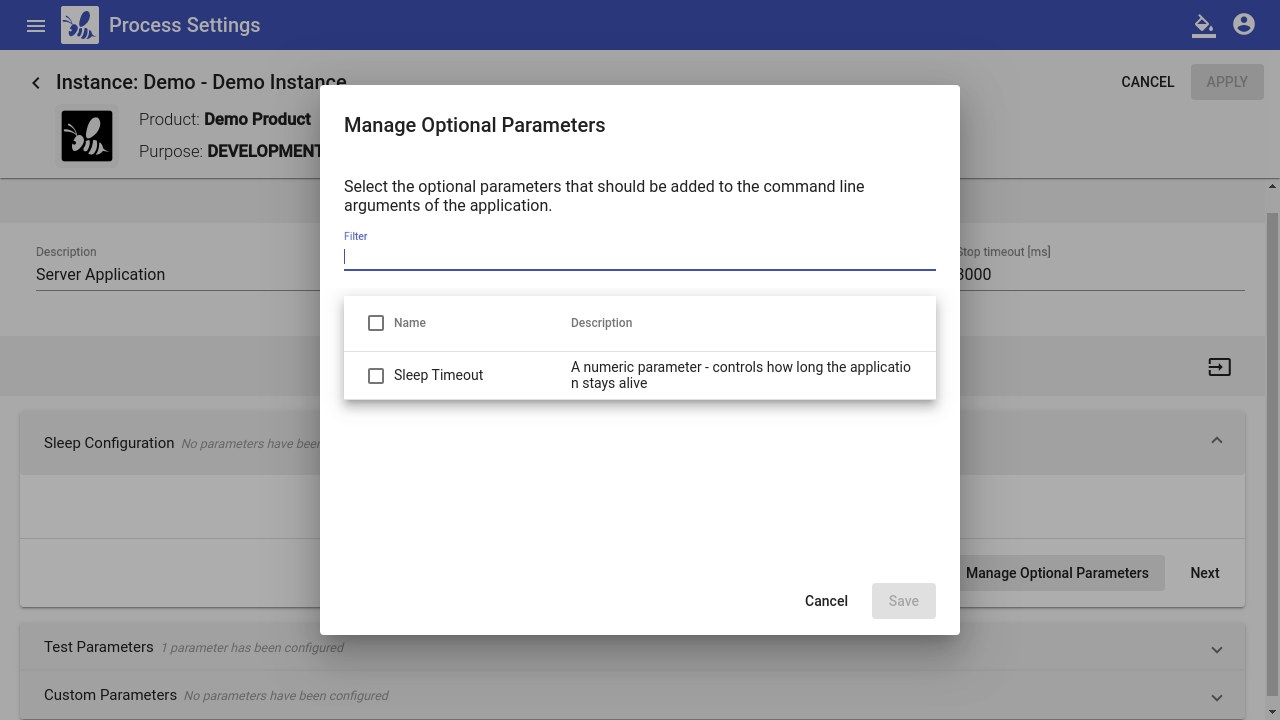 Process Settings
Instance: Demo - Demo Instance
CANCEL
APPLY
Product: Demo Product
Purpose: DEVELOPMENT
Manage Optional Parameters
Select the optional parameters that should be added to the command line
arguments of the application.
Filter
Description
Server Application
Stop timeout [ms]
3000
Name
Description
Sleep Timeout
A numeric parameter - controls how long the applicatio
n stays alive
Sleep Configuration
No parameters have been
Manage Optional Parameters
Next
Cancel
Save
Test Parameters
1 parameter has been configured
Custom Parameters
No parameters have been configured